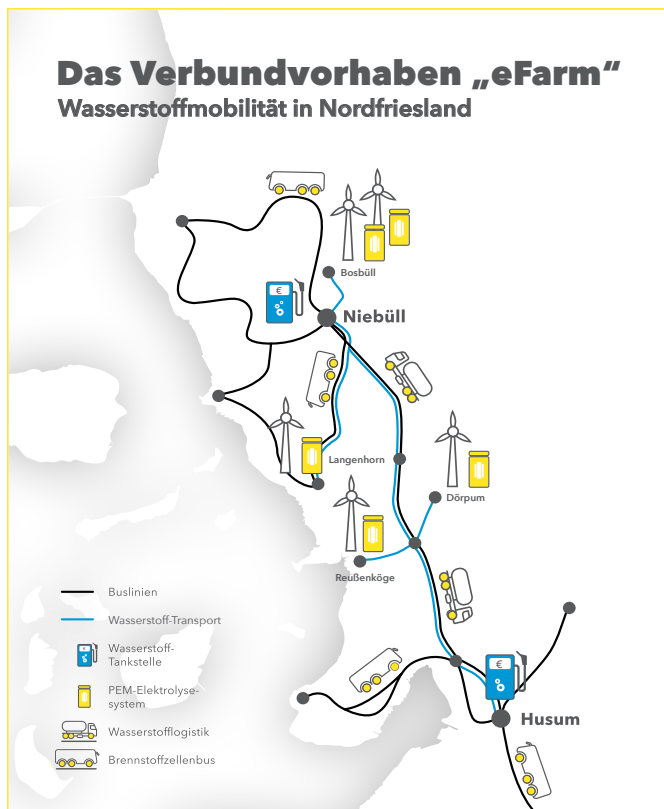 Das Verbundvorhaben „eFarm“
Wasserstoffmobilität in Nordfriesland
Bosbüll
€
Niebüll
Langenhorn
Dörpum
Reußenköge
Buslinien
Wasserstoff-Transport
€
Wasserstoff-
Tankstelle
PEM-Elektrolyse-
system
Wasserstofflogistik
Brennstoffzellenbus
€
Husum